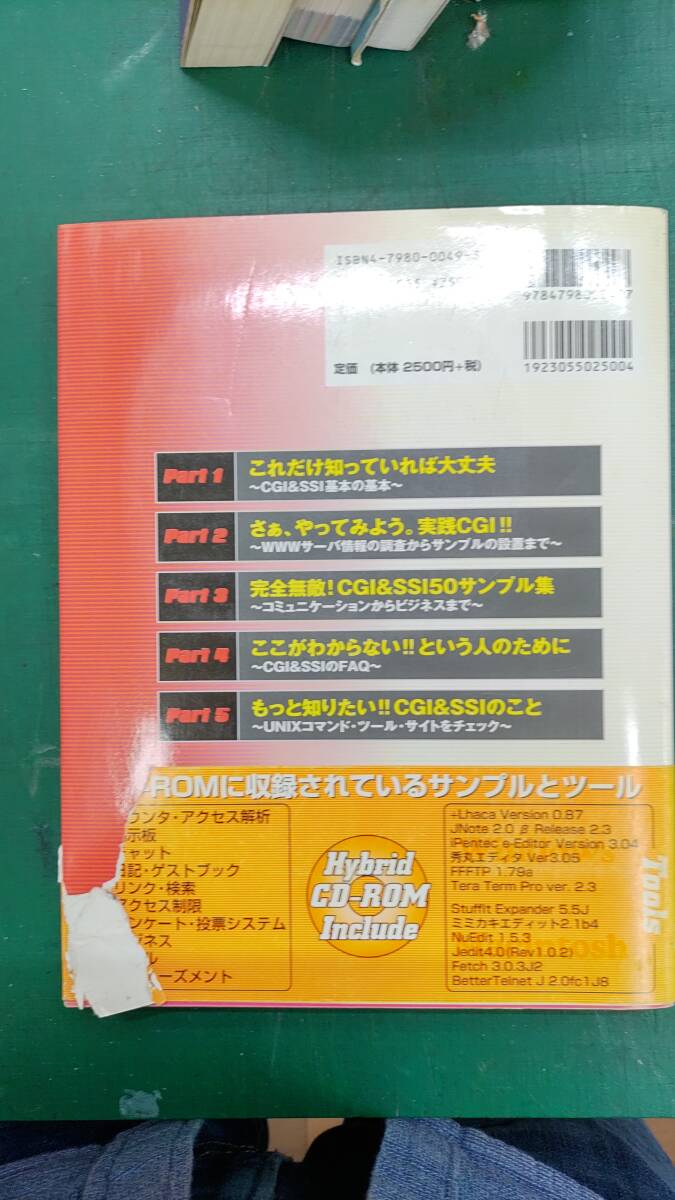 ISBN4-7980-0049-
定価 (本体 2500円+税)
1923055025004
Part 1
これだけ知っていれば大丈夫
〜CGI&SSI基本の基本〜
Part 2
さぁ、やってみよう。実践CGI!!
〜WWWサーバ情報の調査からサンプルの設置まで〜
Part 3
完全無敵!CGI&SSI50サンプル集
〜コミュニケーションからビジネスまで〜
Part 4
ここがわからない!!という人のために
〜CGI&SSIのFAQ〜
Part 5
もっと知りたい!!CGI&SSIのこと
〜UNIXコマンド・ツール・サイトをチェック〜
-ROMに収録されているサンプルとツール
ウンタ・アクセス解析
示板
ャット
日記・ゲストブック
リンク・検索
アクセス制限
ンケート・投票システム
ジネス
ル
ーズメント
Hybrid
CD-ROM
Include
+Lhaca Version 0.87
JNote 2.0 β Release 2.3
iPentec e-Editor Version 3.04
秀丸エディタ Ver3.05
FFFTP 1.79a
Tera Term Pro ver. 2.3
StuffIt Expander 5.5J
ミミカキエディット2.1b4
NuEdit 1.5.3
Jedit4.0(Rev1.0.2)
Fetch 3.0.3J2
BetterTelnet J 2.0fc1J8
Tools